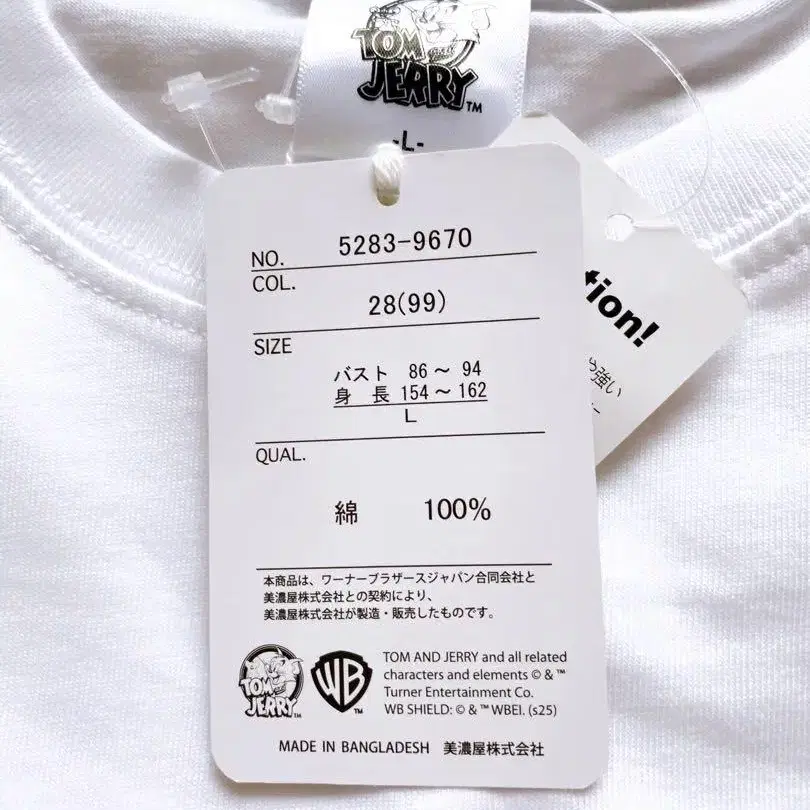 TOM AND
JERRY™
-L-
NO. 5283-9670
COL.
28(99)
SIZE
バスト 86～ 94
身 長 154～162
L
QUAL.
綿 100%
本商品は、ワーナーブラザースジャパン合同会社と
美濃屋株式会社との契約により、
美濃屋株式会社が製造・販売したものです。
TOM AND
JERRY
WB™
TOM AND JERRY and all related
characters and elements © & ™
Turner Entertainment Co.
WB SHIELD: © & ™ WBEI. (s25)
MADE IN BANGLADESH 美濃屋株式会社
tion!
や強い